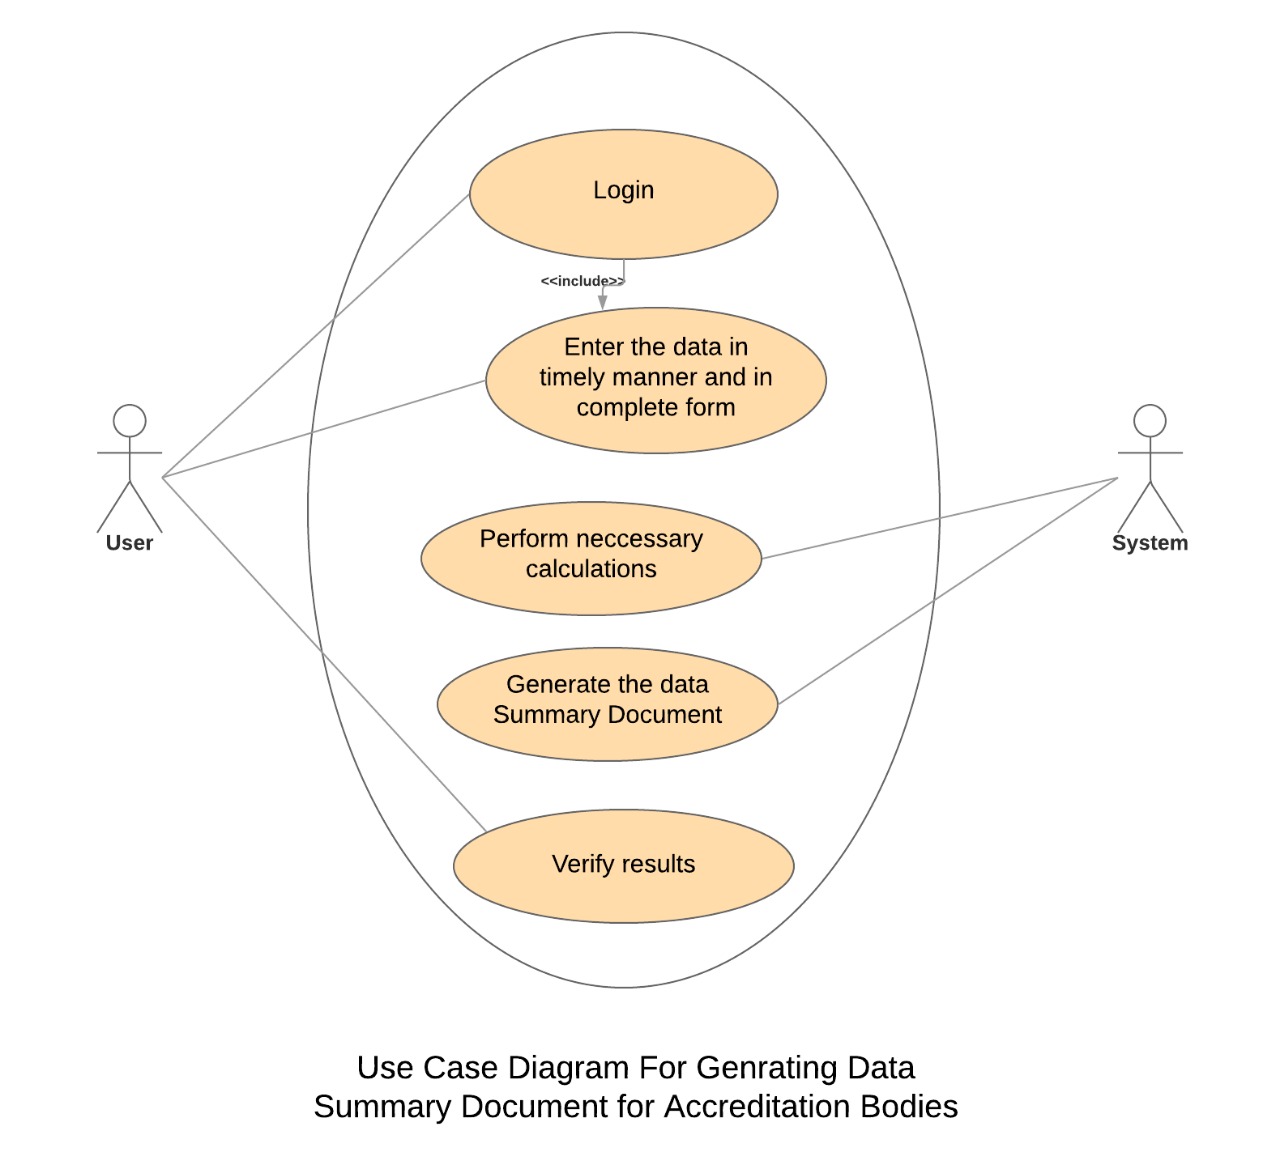 Login
<<include>>
Enter the data in
timely manner and in
complete form
User
System
Perform neccessary
calculations
Generate the data
Summary Document
Verify results
Use Case Diagram For Genrating Data
Summary Document for Accreditation Bodies